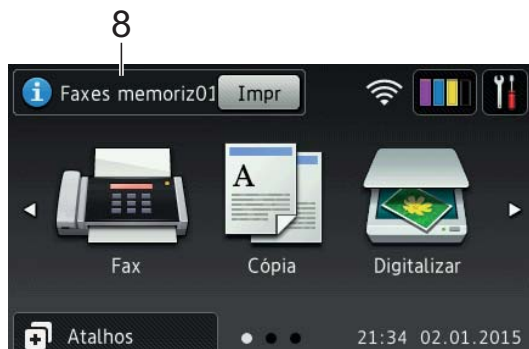 8
Faxes memoriz01 Impr
A
Fax Cópia Digitalizar
Atalhos 21:34 02.01.2015